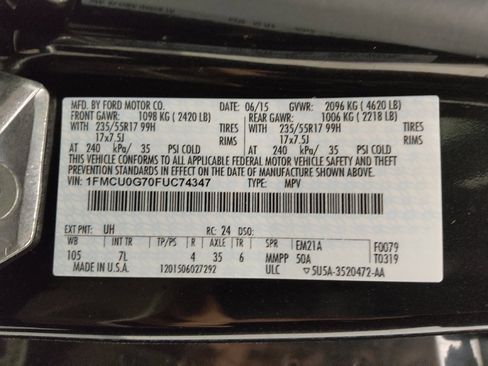 MFD. BY FORD MOTOR CO. DATE: 06/15 GVWR: 2096 KG ( 4620 LB)
FRONT GAWR: 1098 KG ( 2420 LB) REAR GAWR: 1006 KG ( 2218 LB)
WITH 235/55R17 99H TIRES WITH 235/55R17 99H TIRES
17x7.5J RIMS 17x7.5J RIMS
AT 240 kPa/ 35 PSI COLD AT 240 kPa/ 35 PSI COLD
THIS VEHICLE CONFORMS TO ALL APPLICABLE FEDERAL MOTOR VEHICLE SAFETY AND THEFT
PREVENTION STANDARDS IN EFFECT ON THE DATE OF MANUFACTURE SHOWN ABOVE.
VIN: 1FMCU0G70FUC74347 TYPE: MPV
EXT PNT: UH RC: 24 DSO:
WB INT TR TP/PS R AXLE TR SPR EM21A F0079
105 7L 4 35 6 MMPP 50A T0319
MADE IN U.S.A. 1201506027292 ULC 5U5A-3520472-AA